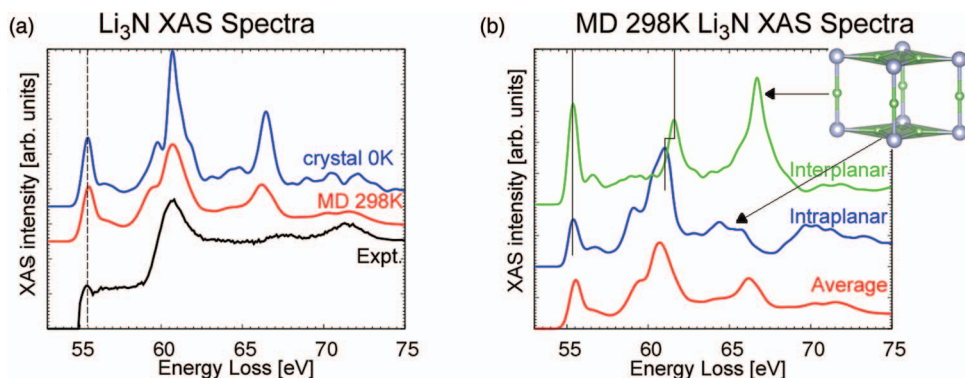 (a) Li₃N XAS Spectra
XAS intensity [arb. units]
crystal 0K
MD 298K
Expt.
55 60 65 70 75
Energy Loss [eV]
(b) MD 298K Li₃N XAS Spectra
XAS intensity [arb. units]
Interplanar
Intraplanar
Average
55 60 65 70 75
Energy Loss [eV]